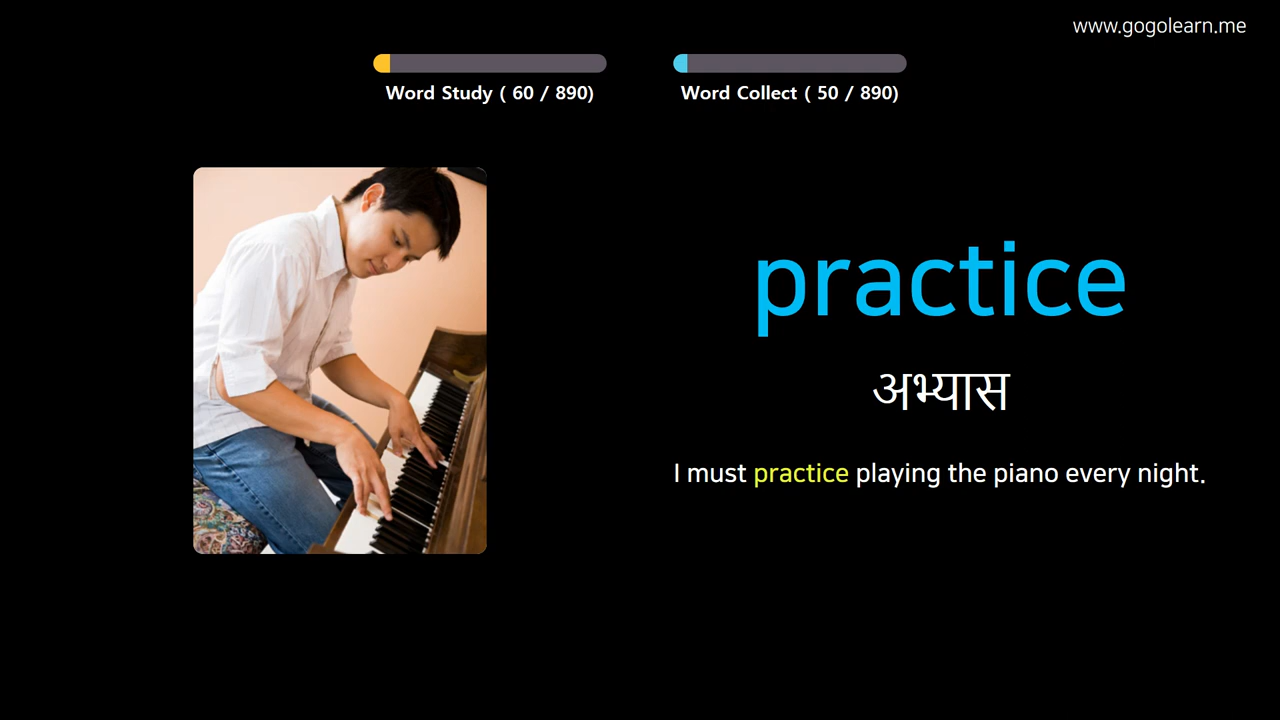 www.gogolearn.me
Word Study ( 60 / 890)
Word Collect ( 50 / 890)
practice
अभ्यास
I must practice playing the piano every night.